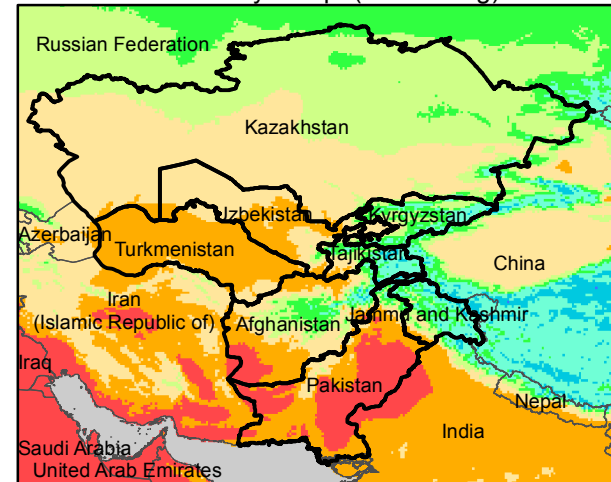 Russian Federation
Kazakhstan
Uzbekistan
Kyrgyzstan
Azerbaijan
Turkmenistan
Tajikistan
China
Iran
(Islamic Republic of)
Afghanistan
Jammu and Kashmir
Iraq
Pakistan
Nepal
India
Saudi Arabia
United Arab Emirates